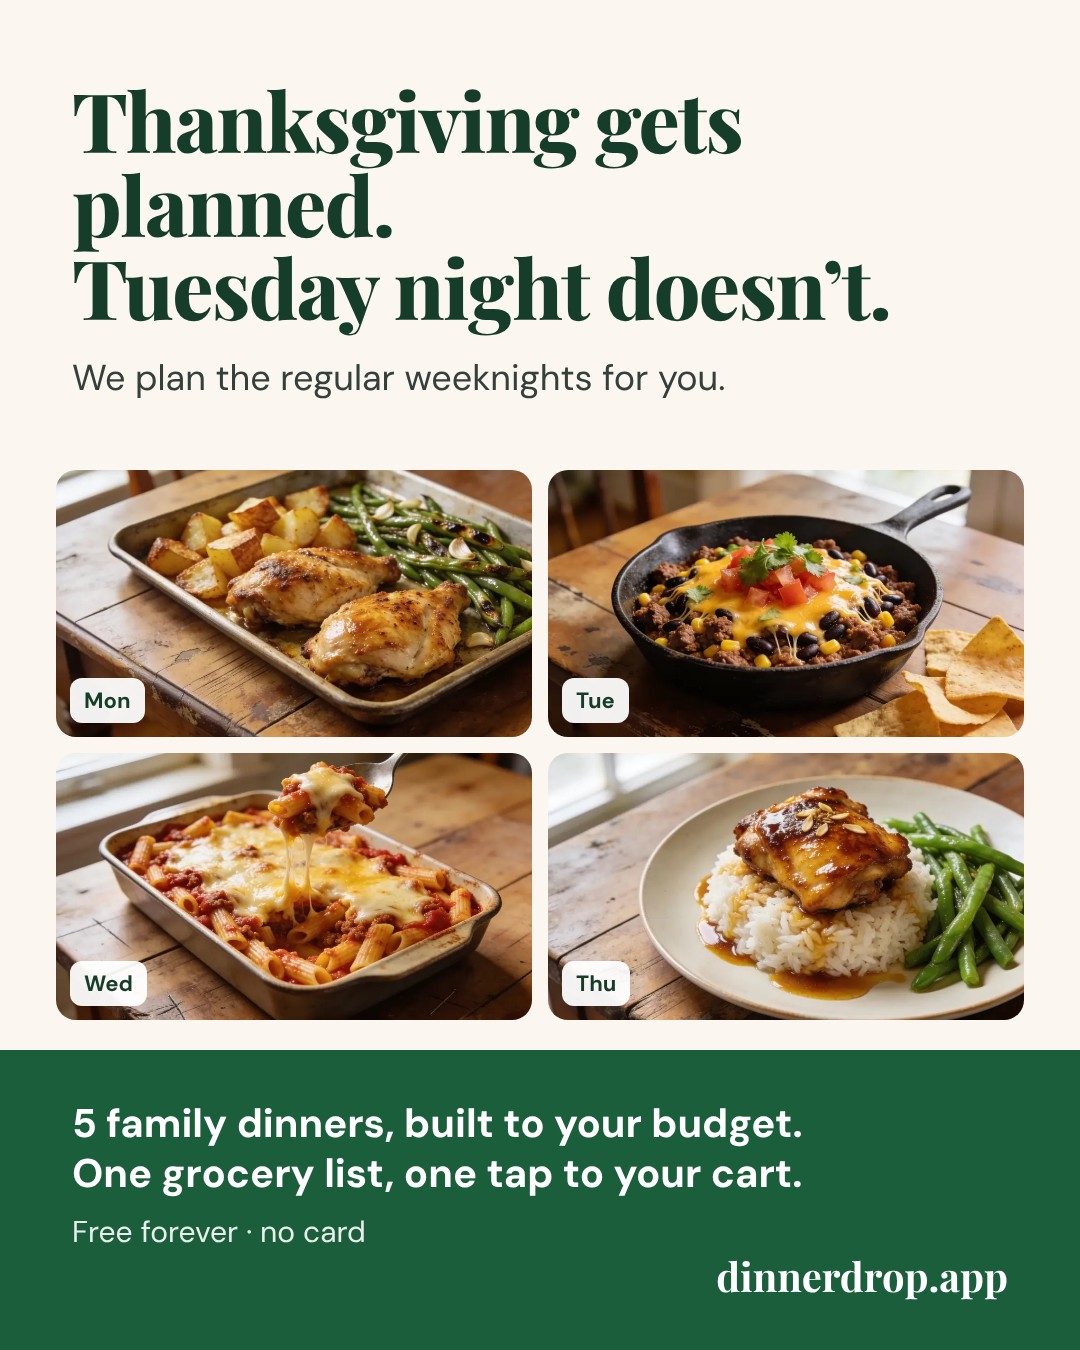 Thanksgiving gets
planned.
Tuesday night doesn’t.
We plan the regular weeknights for you.
Mon
Tue
Wed
Thu
5 family dinners, built to your budget.
One grocery list, one tap to your cart.
Free forever · no card
dinnerdrop.app